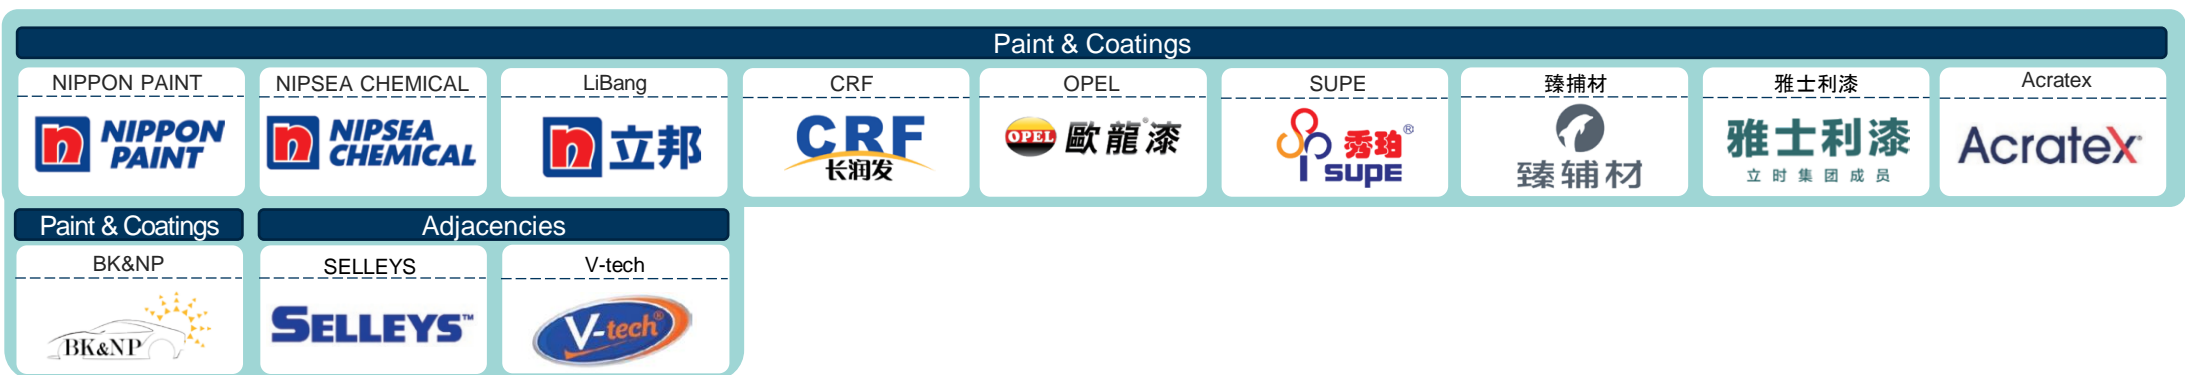 Paint & Coatings
NIPPON PAINT
NIPSEA CHEMICAL
LiBang
CRF
OPEL
SUPE
臻捕材
雅士利漆
Acratex
n NIPPON PAINT
n NIPSEA CHEMICAL
n 立邦
CRF
长润发
OPEL 歐龍漆
秀珀®
SUPE
臻辅材
雅士利漆
立时集团成员
Acratex
Paint & Coatings
Adjacencies
BK&NP
SELLEYS
V-tech
BK&NP
SELLEYS™
V-tech®